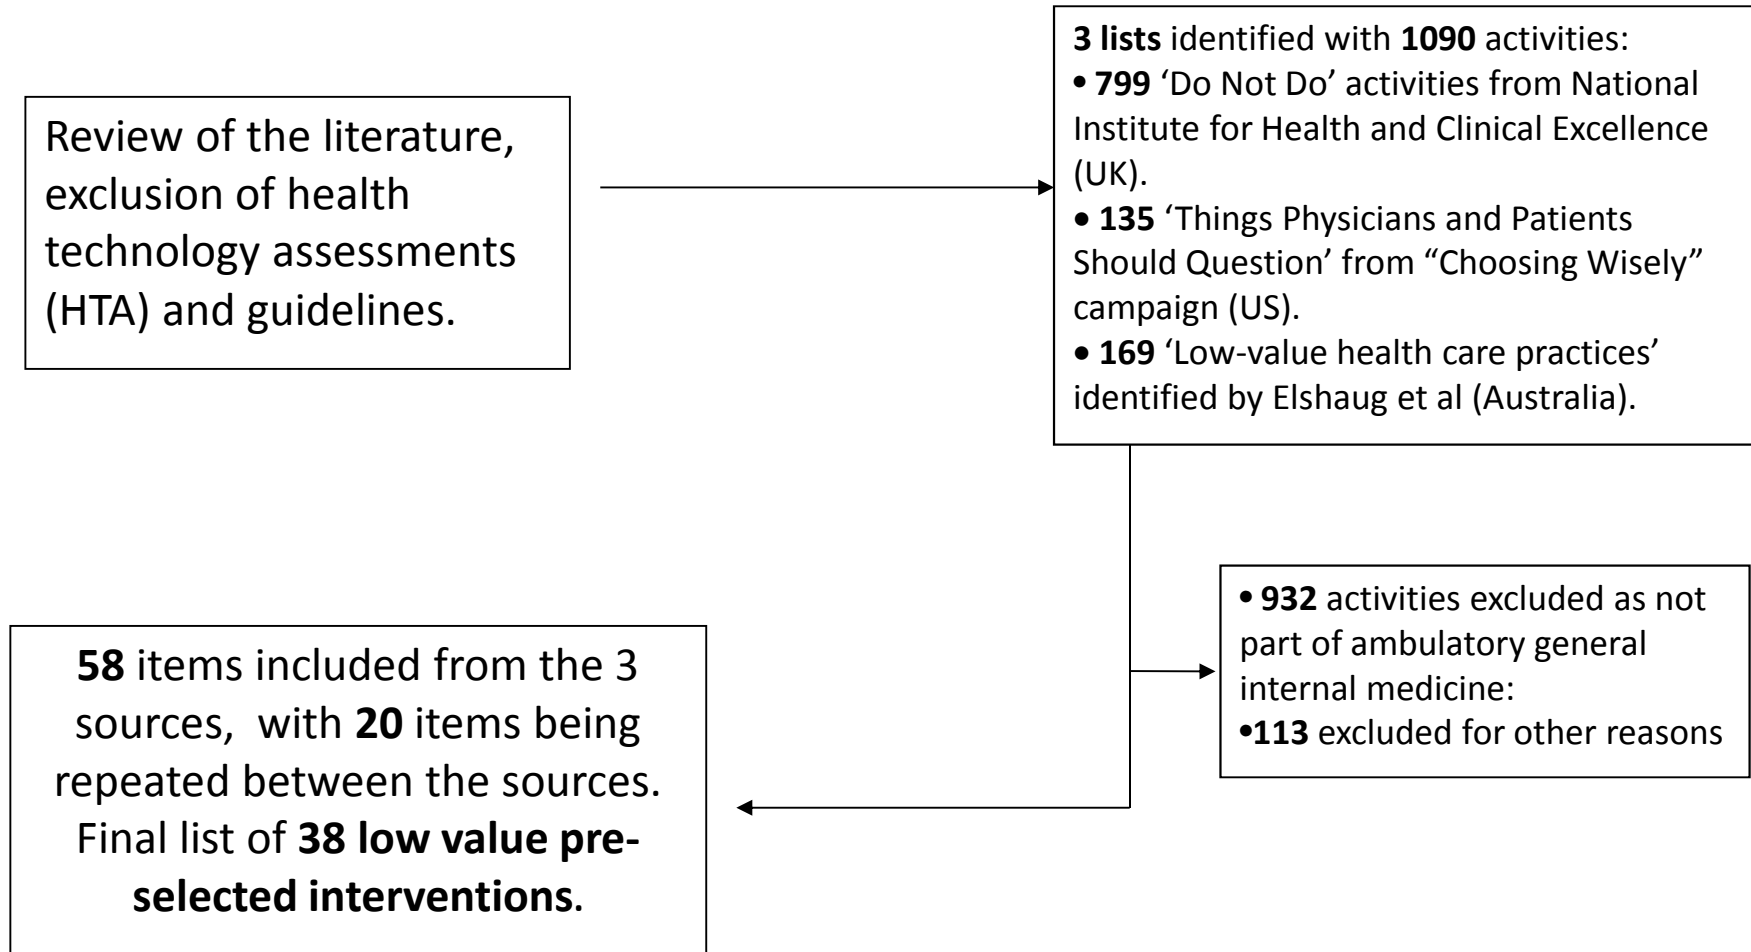 Review of the literature,
exclusion of health
technology assessments
(HTA) and guidelines.
3 lists identified with 1090 activities:
• 799 ‘Do Not Do’ activities from National
Institute for Health and Clinical Excellence
(UK).
• 135 ‘Things Physicians and Patients
Should Question’ from “Choosing Wisely”
campaign (US).
• 169 ‘Low-value health care practices’
identified by Elshaug et al (Australia).
• 932 activities excluded as not
part of ambulatory general
internal medicine:
•113 excluded for other reasons
58 items included from the 3
sources, with 20 items being
repeated between the sources.
Final list of 38 low value pre-
selected interventions.